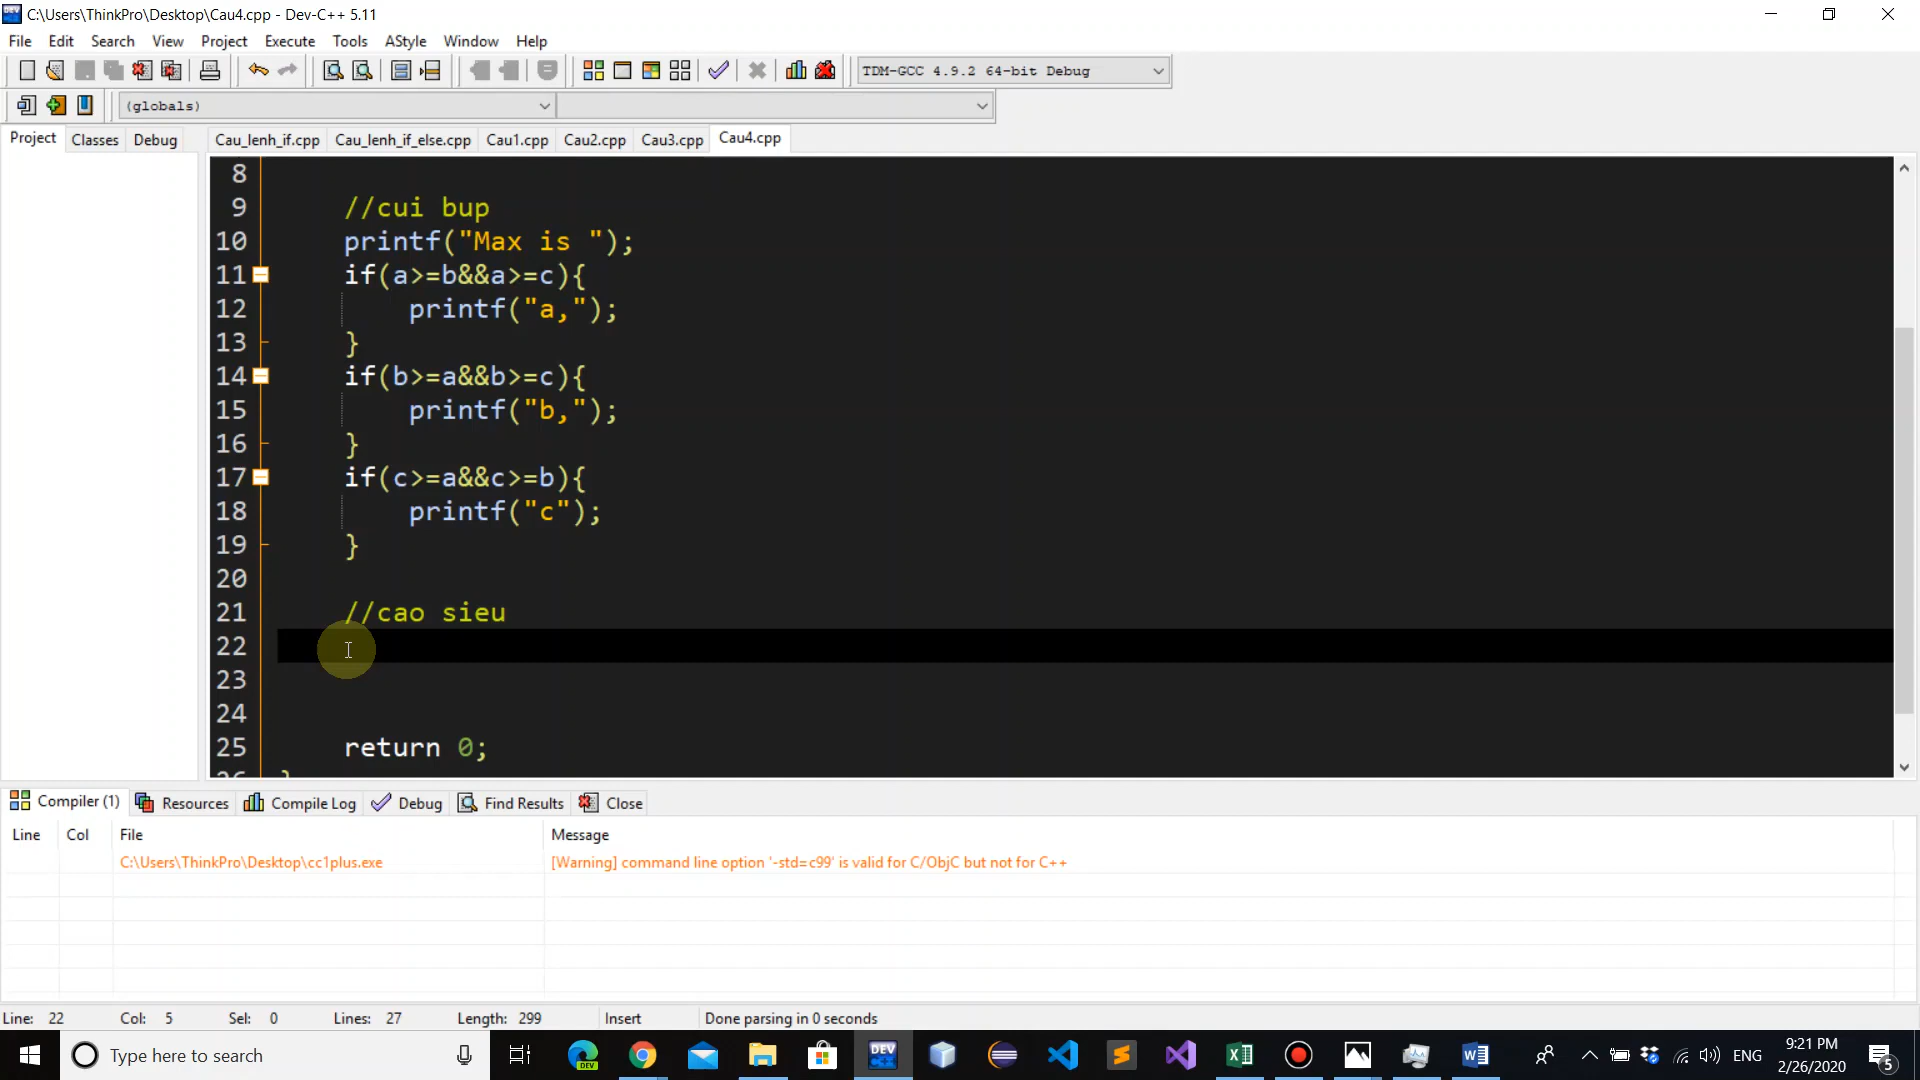 C:\Users\ThinkPro\Desktop\Cau4.cpp - Dev-C++ 5.11
File Edit Search View Project Execute Tools AStyle Window Help
TDM-GCC 4.9.2 64-bit Debug
(globals)
Project Classes Debug Cau_lenh_if.cpp Cau_lenh_if_else.cpp Cau1.cpp Cau2.cpp Cau3.cpp Cau4.cpp
8
9 //cui bup
10 printf("Max is ");
11 if(a>=b&&a>=c){
12 printf("a,");
13 }
14 if(b>=a&&b>=c){
15 printf("b,");
16 }
17 if(c>=a&&c>=b){
18 printf("c");
19 }
20
21 //cao sieu
22
23
24
25 return 0;
26 }
Compiler (1) Resources Compile Log Debug Find Results Close
Line Col File Message
C:\Users\ThinkPro\Desktop\cc1plus.exe [Warning] command line option '-std=c99' is valid for C/ObjC but not for C++
Line: 22 Col: 5 Sel: 0 Lines: 27 Length: 299 Insert Done parsing in 0 seconds
Type here to search
DEV
DEV
ENG
9:21 PM
2/26/2020
5